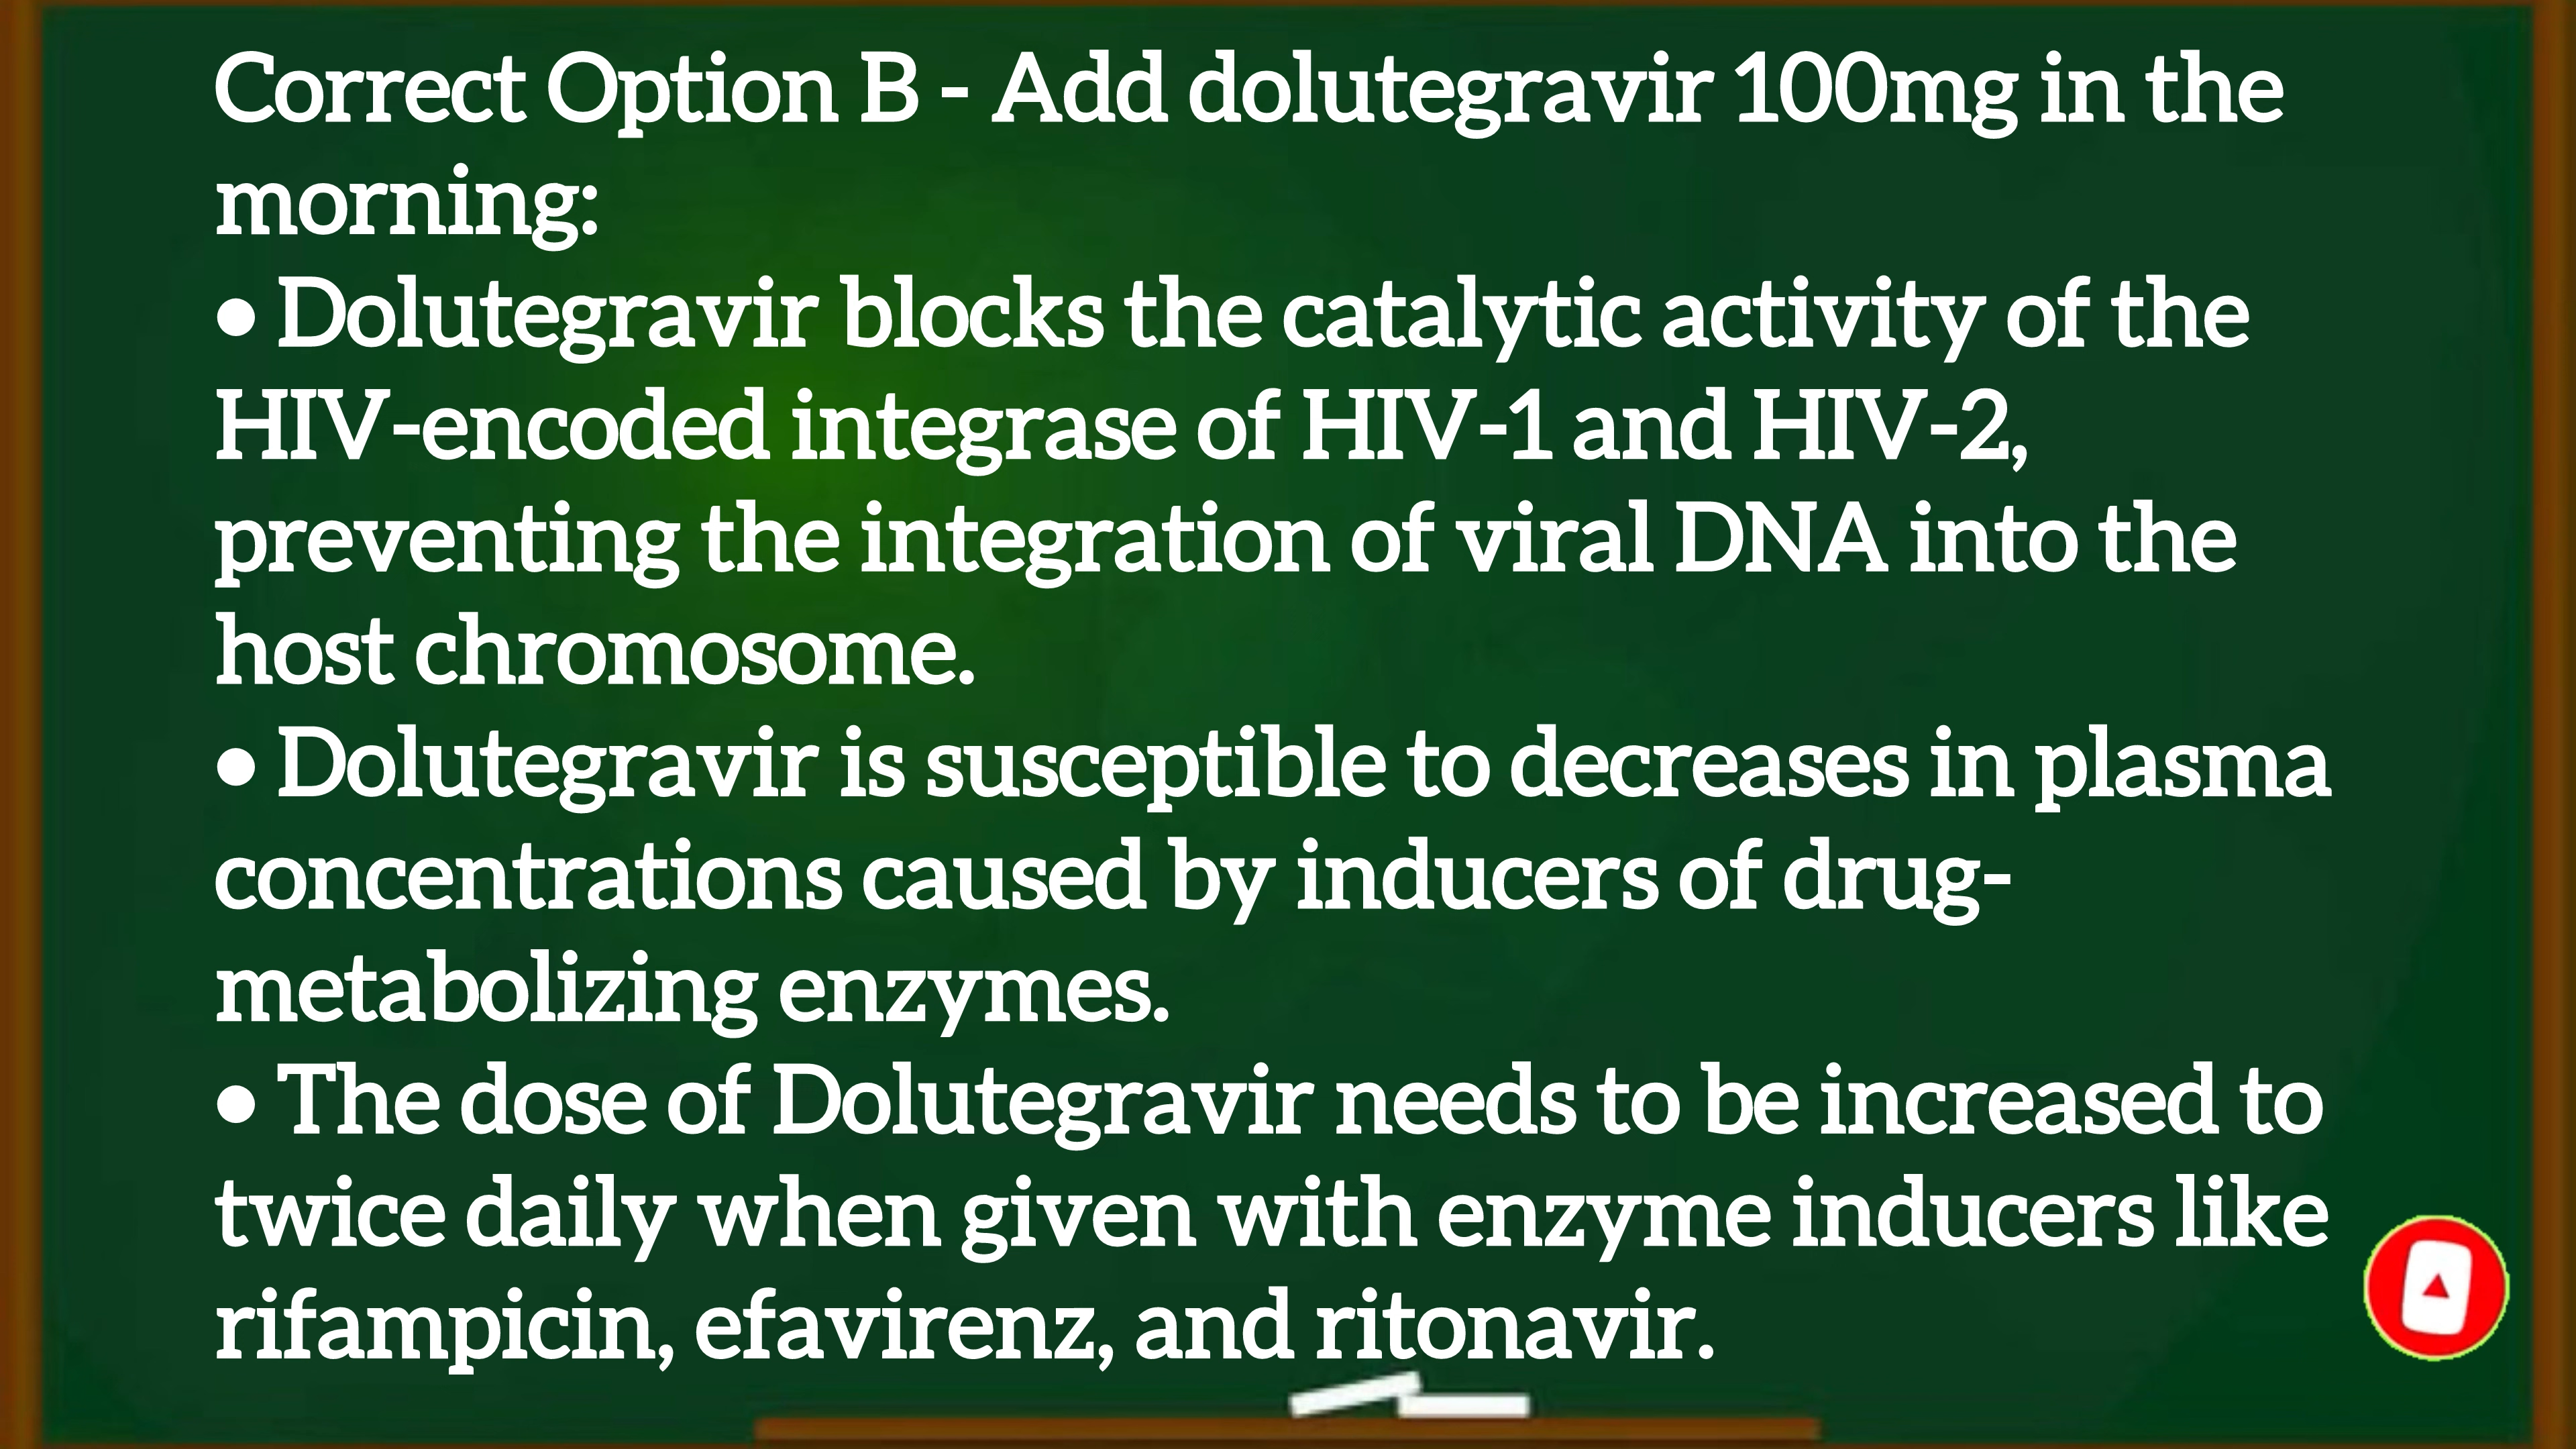 Correct Option B - Add dolutegravir 100mg in the
morning:
• Dolutegravir blocks the catalytic activity of the
HIV-encoded integrase of HIV-1 and HIV-2,
preventing the integration of viral DNA into the
host chromosome.
• Dolutegravir is susceptible to decreases in plasma
concentrations caused by inducers of drug-
metabolizing enzymes.
• The dose of Dolutegravir needs to be increased to
twice daily when given with enzyme inducers like
rifampicin, efavirenz, and ritonavir.